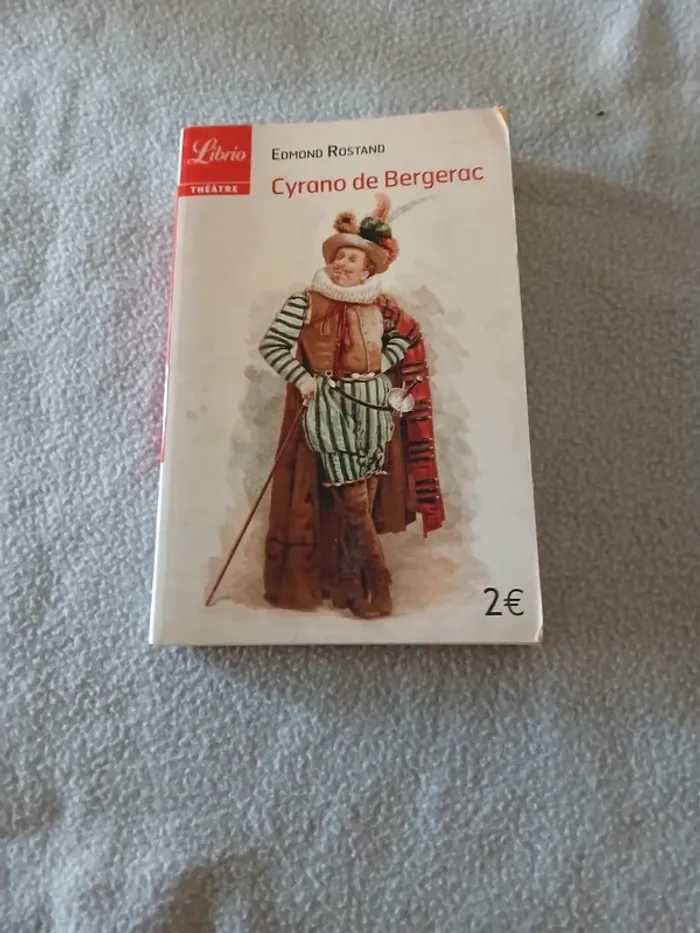 Librio
THÉÂTRE
EDMOND ROSTAND
Cyrano de Bergerac
2€